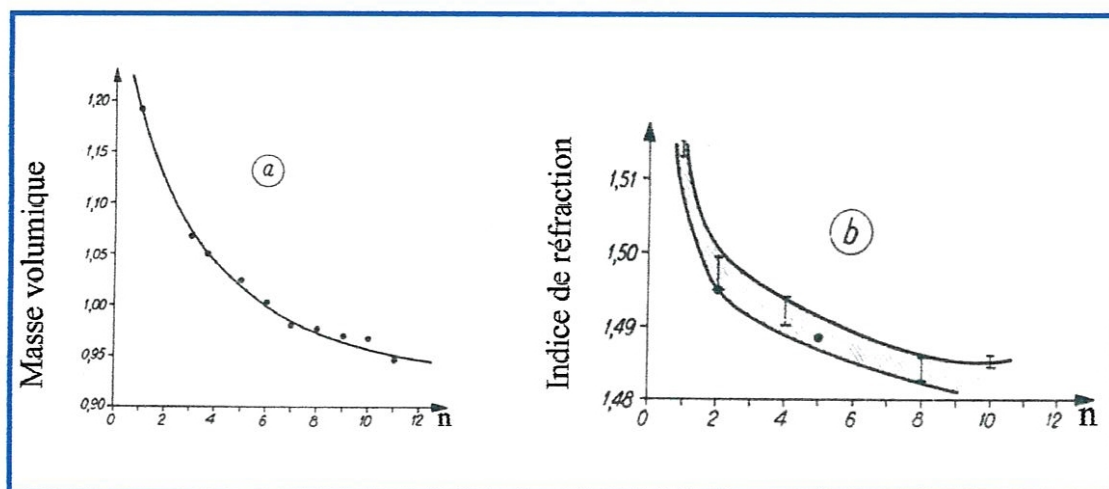 Masse volumique
1,20
1,15
1,10
1,05
1,00
0,95
0,90
0 2 4 6 8 10 12 n
a
Indice de réfraction
1,51
1,50
1,49
1,48
0 2 4 6 8 10 12 n
b